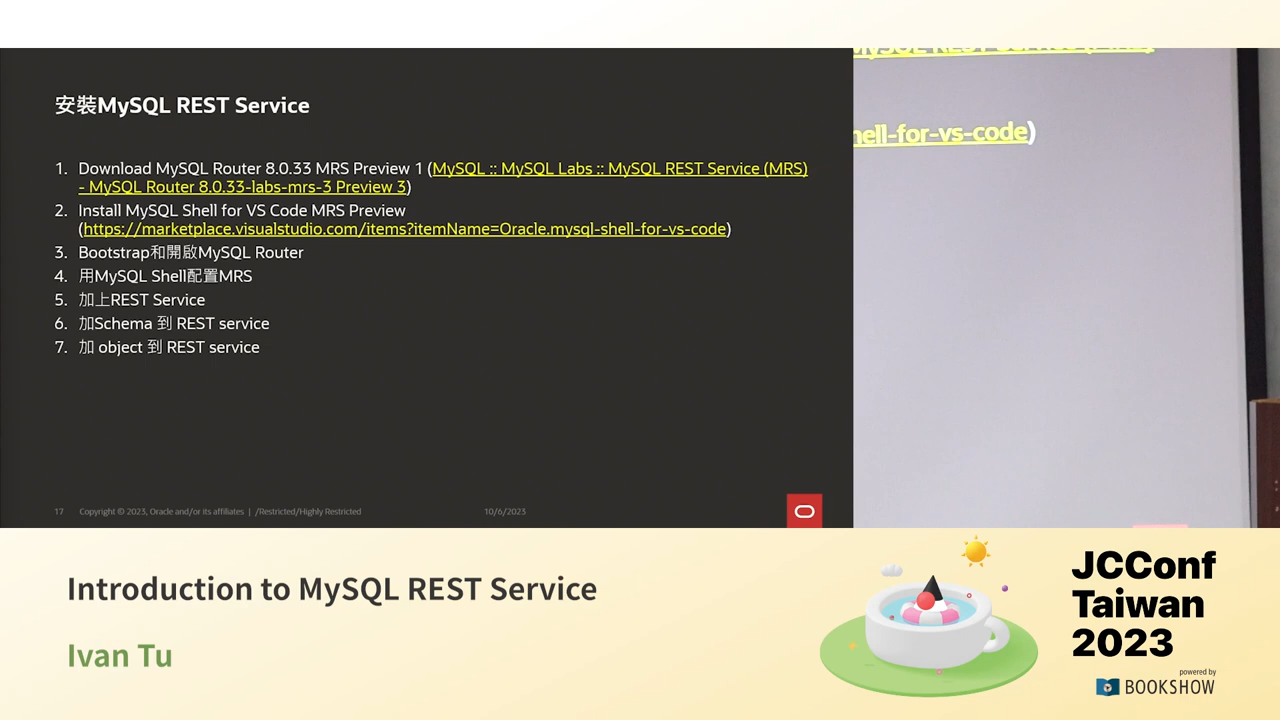 安裝MySQL REST Service
1. Download MySQL Router 8.0.33 MRS Preview 1 (MySQL :: MySQL Labs :: MySQL REST Service (MRS)
- MySQL Router 8.0.33-labs-mrs-3 Preview 3)
2. Install MySQL Shell for VS Code MRS Preview
(https://marketplace.visualstudio.com/items?itemName=Oracle.mysql-shell-for-vs-code)
3. Bootstrap和開啟MySQL Router
4. 用MySQL Shell配置MRS
5. 加上REST Service
6. 加Schema 到 REST service
7. 加 object 到 REST service
17 Copyright © 2023, Oracle and/or its affiliates | /Restricted/Highly Restricted 10/6/2023
MySQL REST Service (MRS)
hell-for-vs-code)
Introduction to MySQL REST Service
Ivan Tu
JCConf
Taiwan
2023
powered by
BOOKSHOW